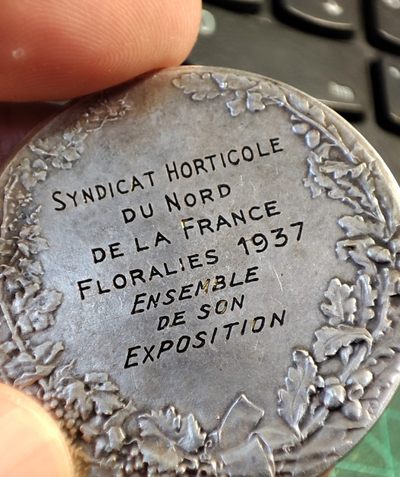 SYNDICAT HORTICOLE
DU NORD
DE LA FRANCE
FLORALIES 1937
ENSEMBLE
DE SON
EXPOSITION